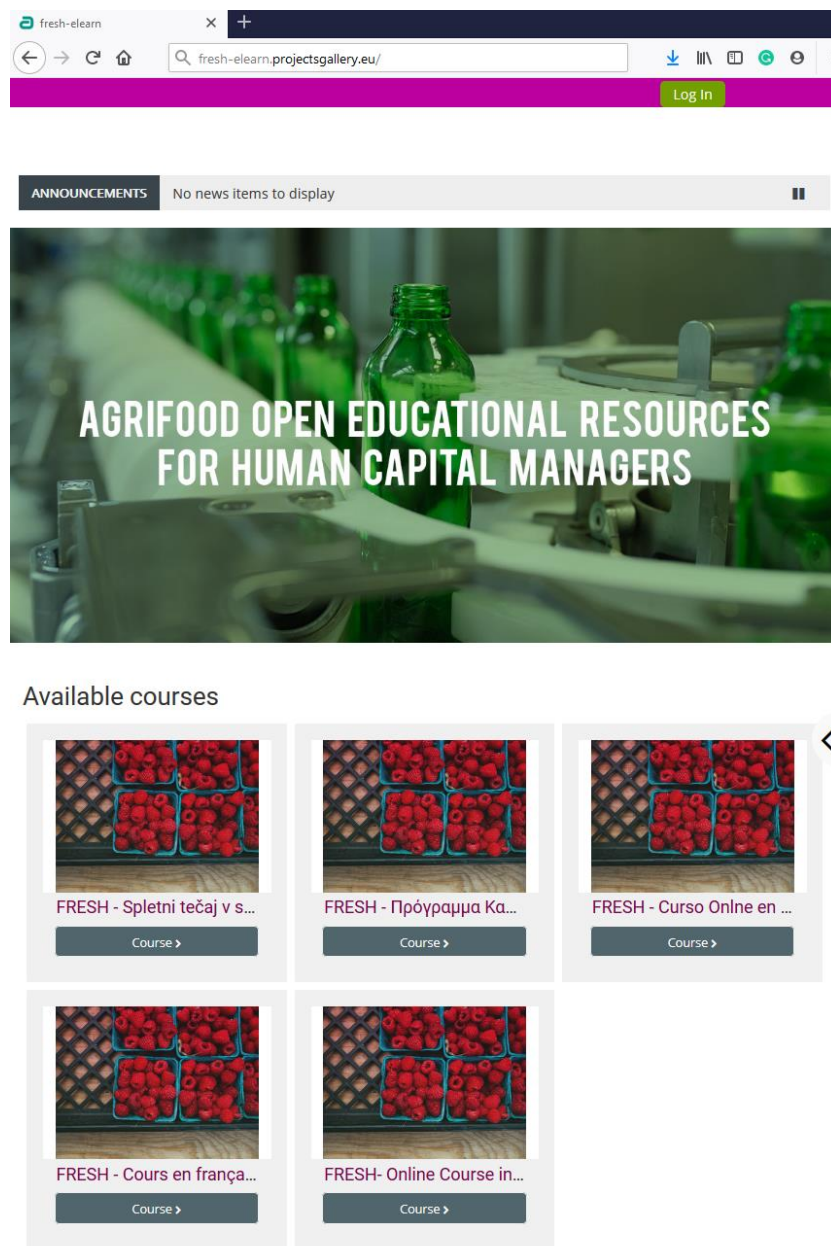 fresh-elearn
fresh-elearn.projectsgallery.eu/
Log In
ANNOUNCEMENTS No news items to display
AGRIFOOD OPEN EDUCATIONAL RESOURCES
FOR HUMAN CAPITAL MANAGERS
Available courses
FRESH - Spletni tečaj v s...
Course
FRESH - Πρόγραμμα Κα...
Course
FRESH - Curso Onlne en ...
Course
FRESH - Cours en frança...
Course
FRESH- Online Course in...
Course